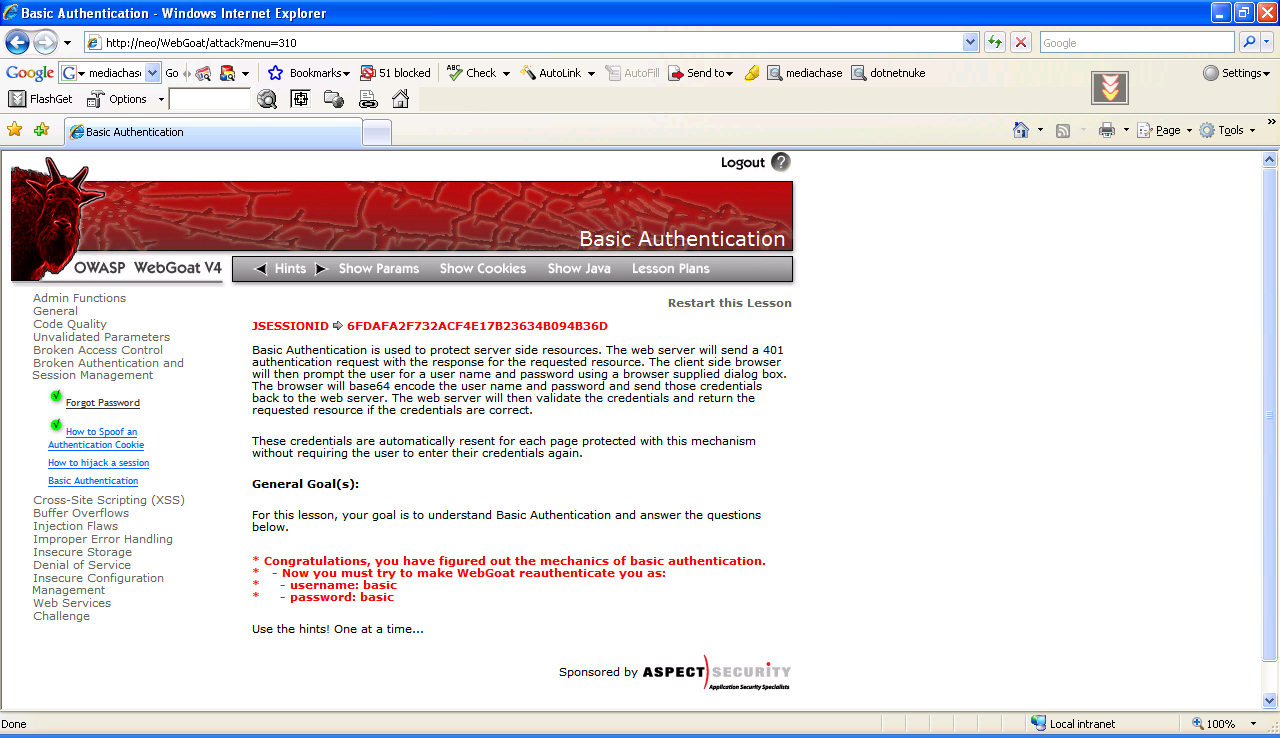 Basic Authentication - Windows Internet Explorer
http://neo/WebGoat/attack?menu=310
Google
Google G mediachas Go Bookmarks 51 blocked ABC Check AutoLink AutoFill Send to mediachase dotnetuke Settings
FlashGet Options
Basic Authentication Page Tools »
Logout ?
Basic Authentication
OWASP WebGoat V4
Hints Show Params Show Cookies Show Java Lesson Plans
Restart this Lesson
Admin Functions
General
Code Quality
Unvalidated Parameters
Broken Access Control
Broken Authentication and
Session Management
Forgot Password
How to Spoof an
Authentication Cookie
How to hijack a session
Basic Authentication
Cross-Site Scripting (XSS)
Buffer Overflows
Injection Flaws
Improper Error Handling
Insecure Storage
Denial of Service
Insecure Configuration
Management
Web Services
Challenge
JSESSIONID ⇨ 6FDAFA2F732ACF4E17B23634B094B36D
Basic Authentication is used to protect server side resources. The web server will send a 401
authentication request with the response for the requested resource. The client side browser
will then prompt the user for a user name and password using a browser supplied dialog box.
The browser will base64 encode the user name and password and send those credentials
back to the web server. The web server will then validate the credentials and return the
requested resource if the credentials are correct.
These credentials are automatically resent for each page protected with this mechanism
without requiring the user to enter their credentials again.
General Goal(s):
For this lesson, your goal is to understand Basic Authentication and answer the questions
below.
* Congratulations, you have figured out the mechanics of basic authentication.
* - Now you must try to make WebGoat reauthenticate you as:
* - username: basic
* - password: basic
Use the hints! One at a time...
Sponsored by ASPECT SECURITY
Application Security Specialists
Done Local intranet 100%